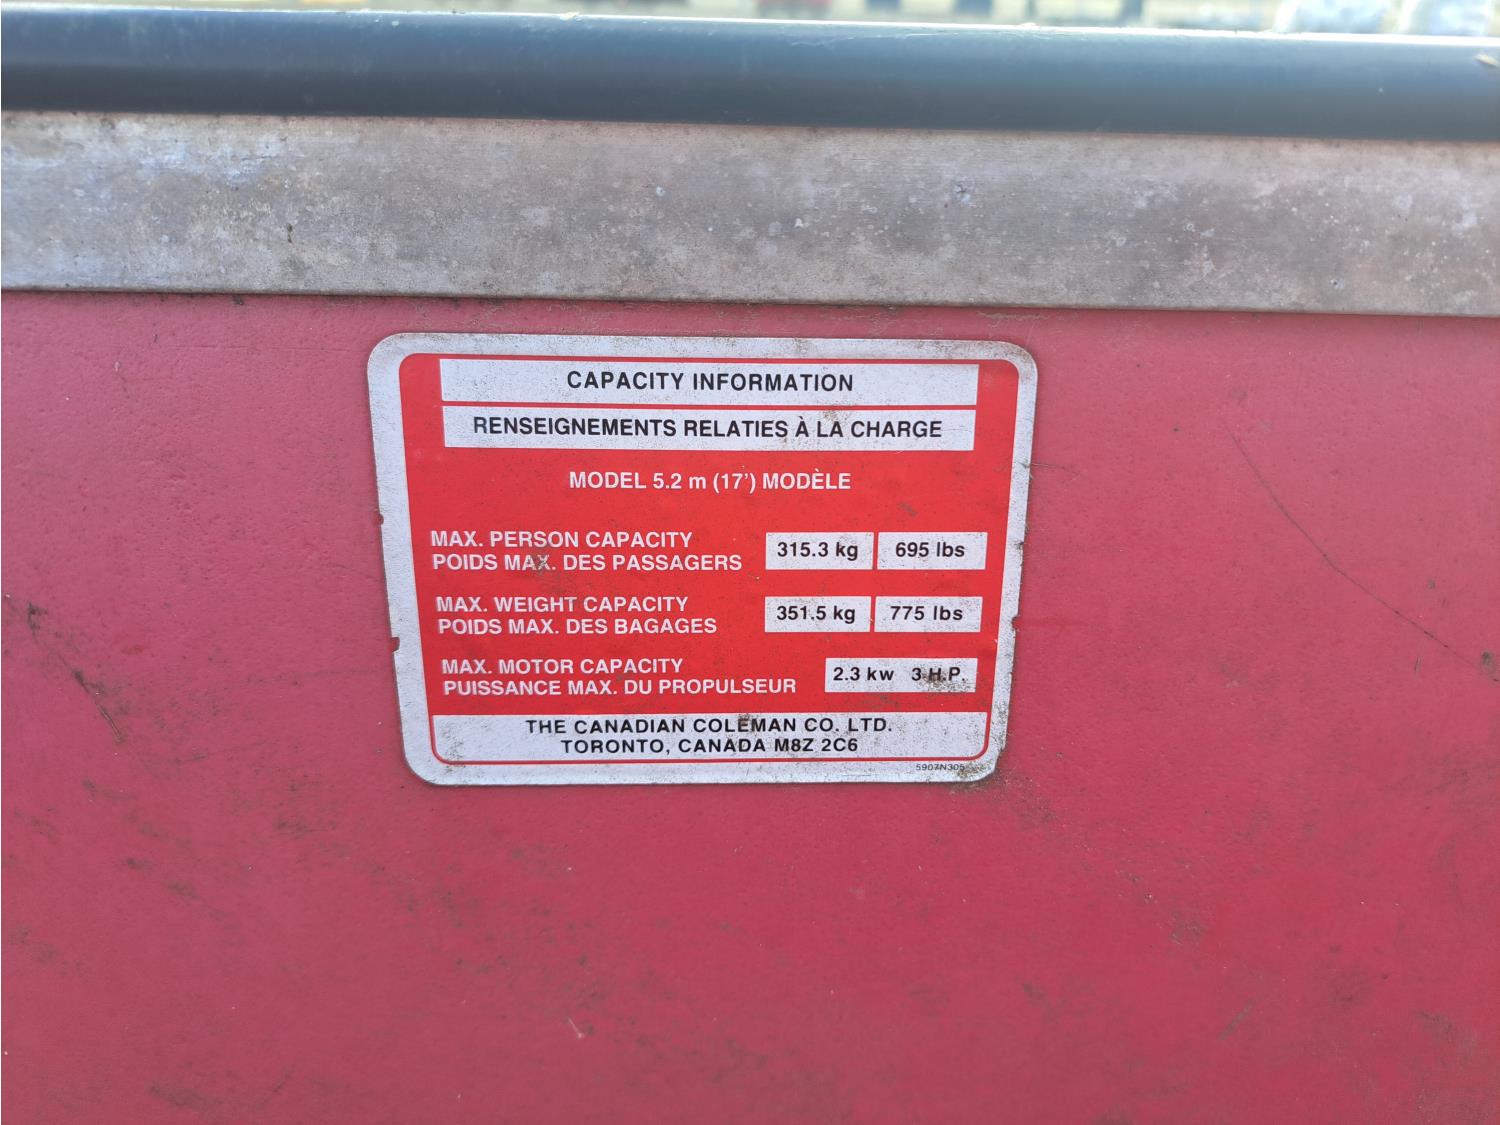 CAPACITY INFORMATION
RENSEIGNEMENTS RELATIES À LA CHARGE
MODEL 5.2 m (17') MODÈLE
MAX. PERSON CAPACITY
POIDS MAX. DES PASSAGERS
315.3 kg 695 lbs
MAX. WEIGHT CAPACITY
POIDS MAX. DES BAGAGES
351.5 kg 775 lbs
MAX. MOTOR CAPACITY
PUISSANCE MAX. DU PROPULSEUR
2.3 kw 3 H.P.
THE CANADIAN COLEMAN CO. LTD.
TORONTO, CANADA M8Z 2C6
5907N305